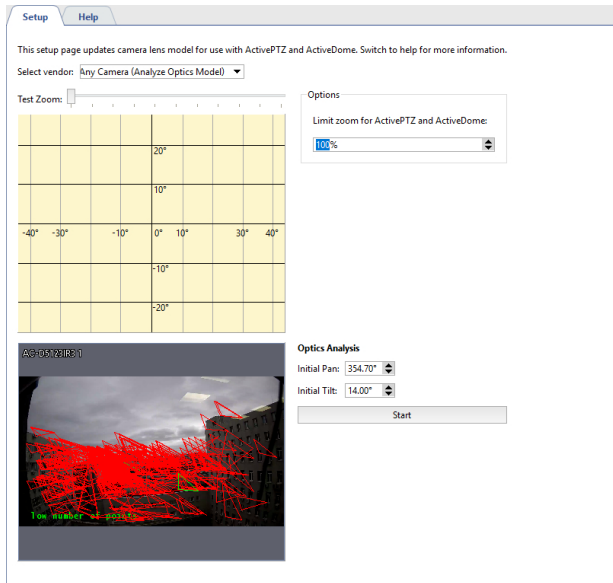 Setup
Help
This setup page updates camera lens model for use with ActivePTZ and ActiveDome. Switch to help for more information.
Select vendor: Any Camera (Analyze Optics Model)
Test Zoom:
Options
Limit zoom for ActivePTZ and ActiveDome:
100%
20°
10°
-40° -30° -10° 0° 10° 30° 40°
-10°
-20°
AC-D5123IR3 1
low number of points
Optics Analysis
Initial Pan: 354.70°
Initial Tilt: 14.00°
Start